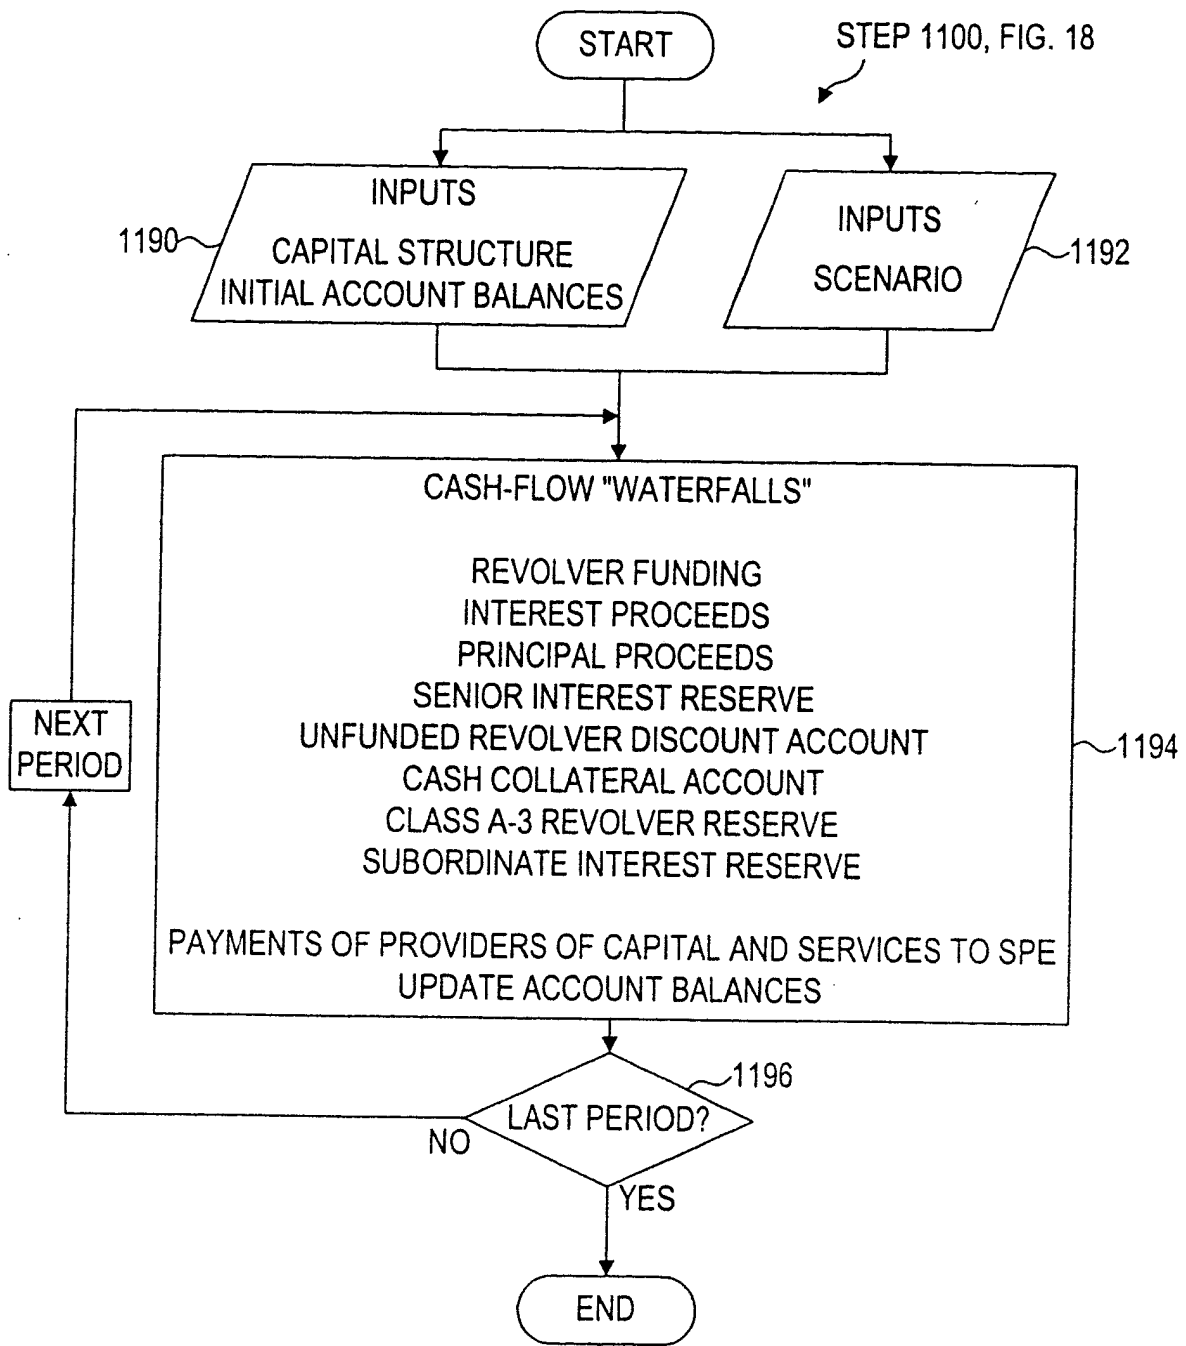 START
STEP 1100, FIG. 18
INPUTS
CAPITAL STRUCTURE
INITIAL ACCOUNT BALANCES
1190
INPUTS
SCENARIO
1192
CASH-FLOW "WATERFALLS"
REVOLVER FUNDING
INTEREST PROCEEDS
PRINCIPAL PROCEEDS
SENIOR INTEREST RESERVE
UNFUNDED REVOLVER DISCOUNT ACCOUNT
CASH COLLATERAL ACCOUNT
CLASS A-3 REVOLVER RESERVE
SUBORDINATE INTEREST RESERVE
PAYMENTS OF PROVIDERS OF CAPITAL AND SERVICES TO SPE
UPDATE ACCOUNT BALANCES
1194
NEXT
PERIOD
LAST PERIOD?
1196
NO
YES
END